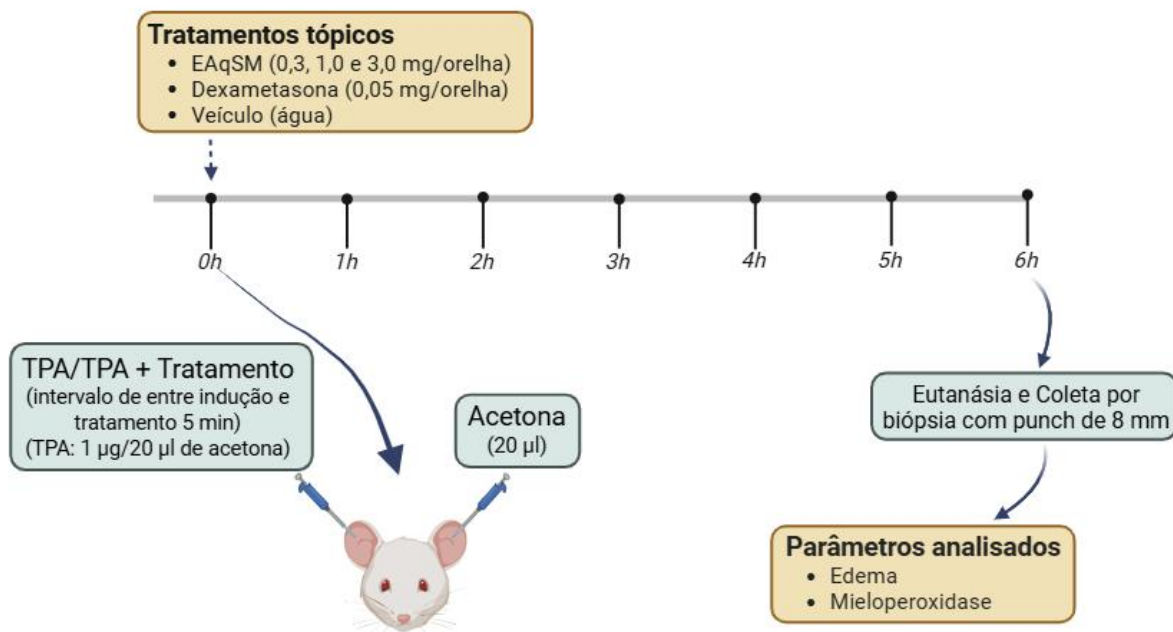 Tratamentos tópicos
• EAqSM (0,3, 1,0 e 3,0 mg/orelha)
• Dexametasona (0,05 mg/orelha)
• Veículo (água)
0h
1h
2h
3h
4h
5h
6h
TPA/TPA + Tratamento
(intervalo de entre indução e
tratamento 5 min)
(TPA: 1 µg/20 µl de acetona)
Acetona
(20 µl)
Eutanásia e Coleta por
biópsia com punch de 8 mm
Parâmetros analisados
• Edema
• Mieloperoxidase